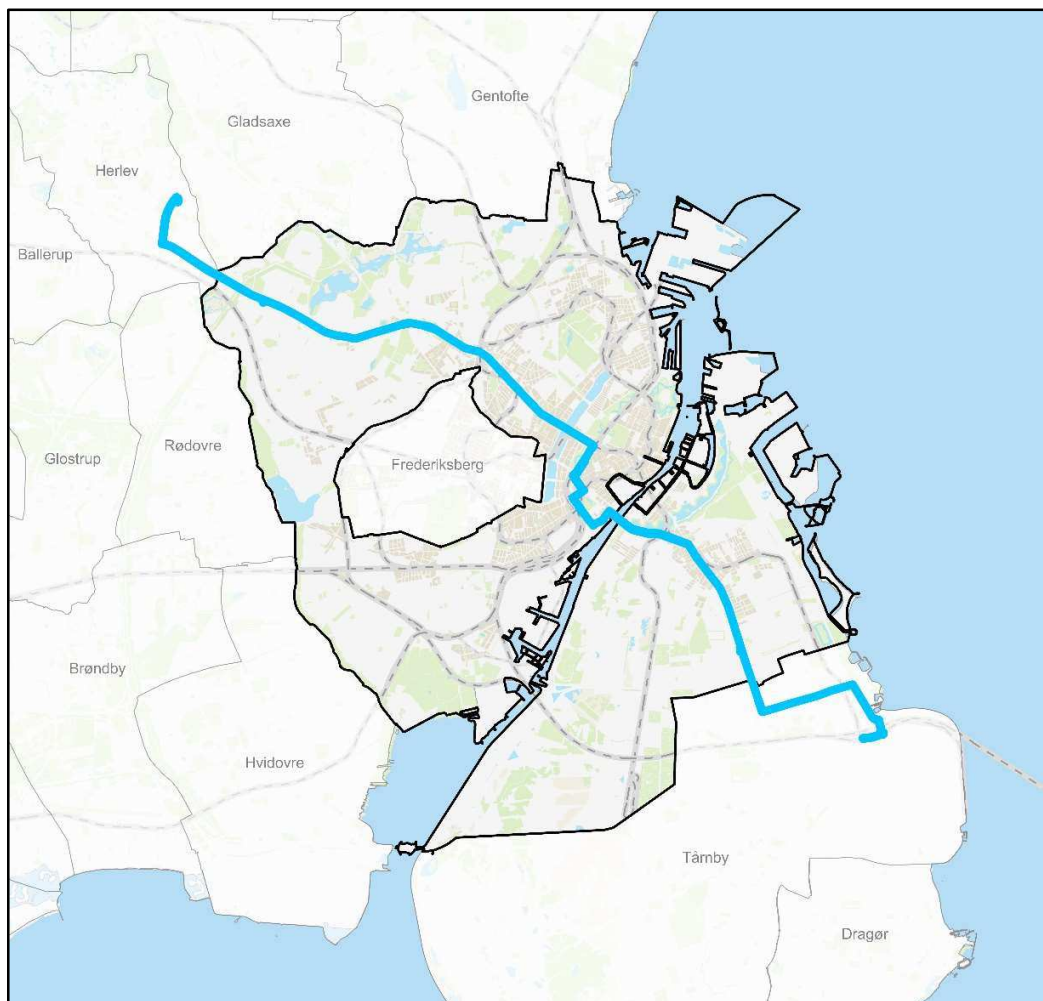 Gentofte
Gladsaxe
Herlev
Ballerup
Rødovre
Glostrup
Frederiksberg
Brøndby
Hvidovre
Tårnby
Dragør